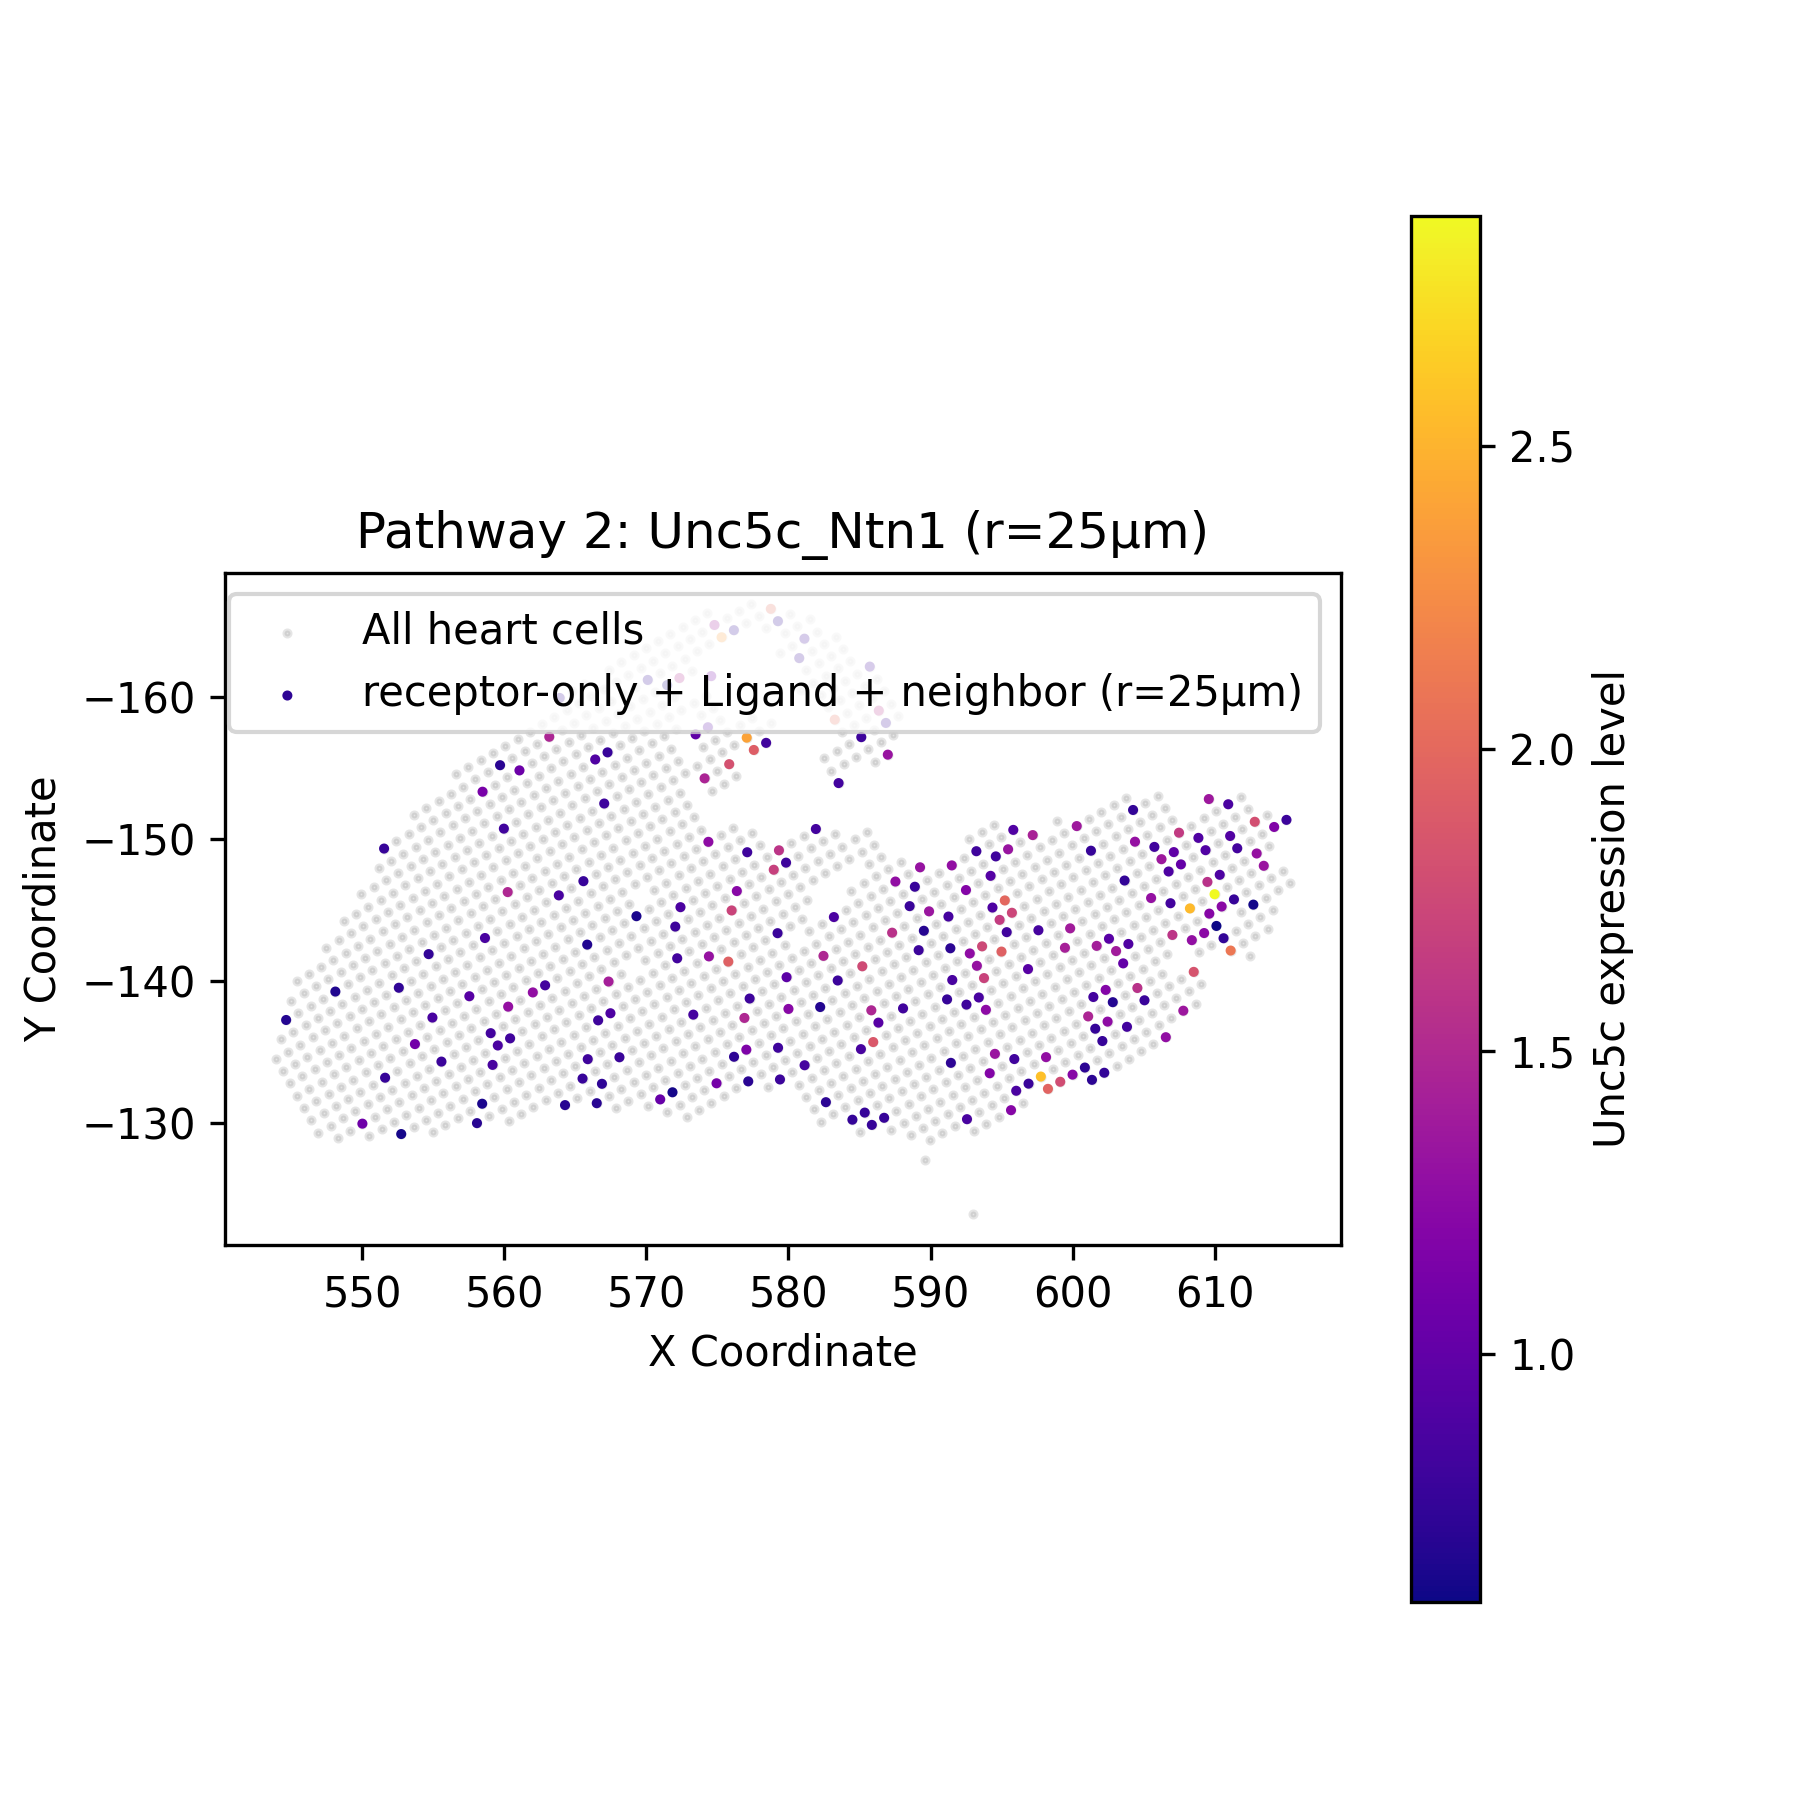 Pathway 2: Unc5c_Ntn1 (r=25μm)
All heart cells
receptor-only + Ligand + neighbor (r=25μm)
Y Coordinate
−160
−150
−140
−130
550 560 570 580 590 600 610
X Coordinate
2.5
2.0
1.5
1.0
Unc5c expression level